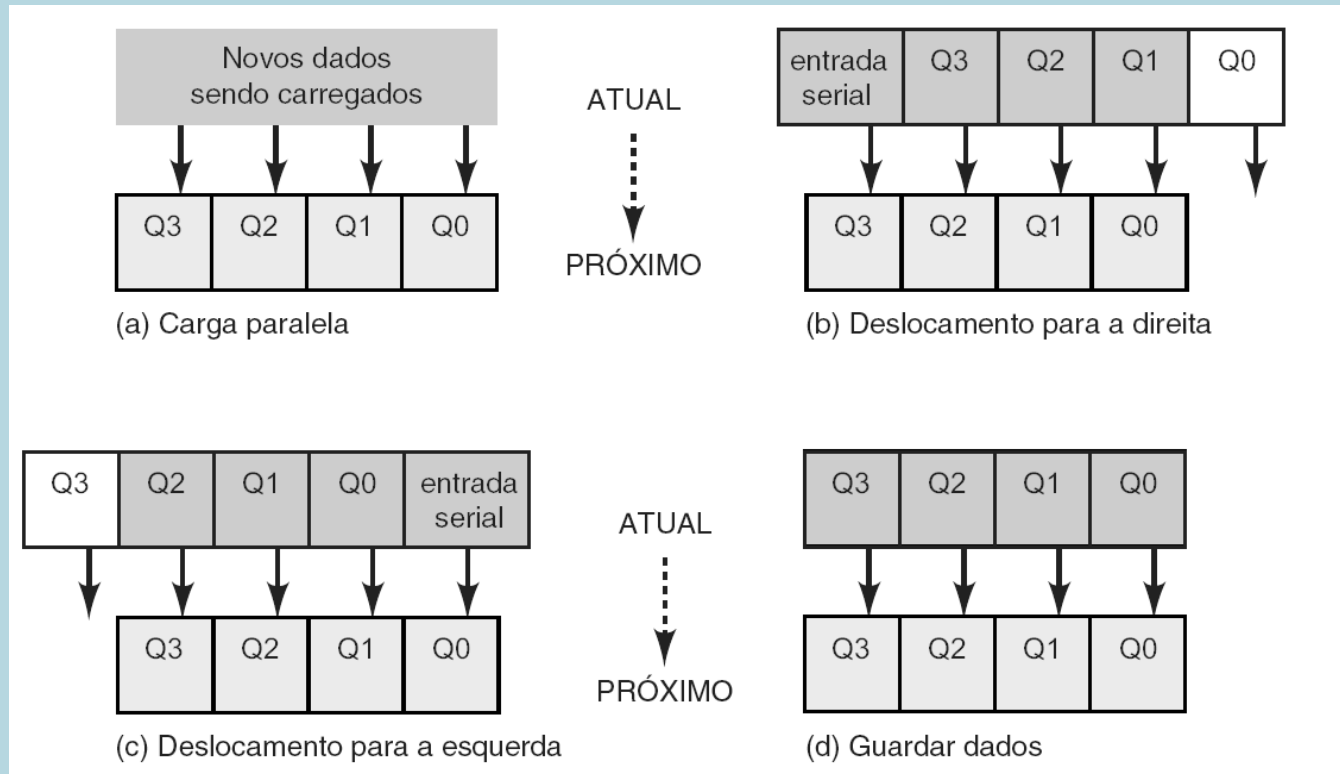 Novos dados
sendo carregados
Q3 Q2 Q1 Q0
(a) Carga paralela
ATUAL
PRÓXIMO
entrada
serial
Q3 Q2 Q1 Q0
Q3 Q2 Q1 Q0
(b) Deslocamento para a direita
Q3 Q2 Q1 Q0
entrada
serial
Q3 Q2 Q1 Q0
(c) Deslocamento para a esquerda
ATUAL
PRÓXIMO
Q3 Q2 Q1 Q0
Q3 Q2 Q1 Q0
(d) Guardar dados